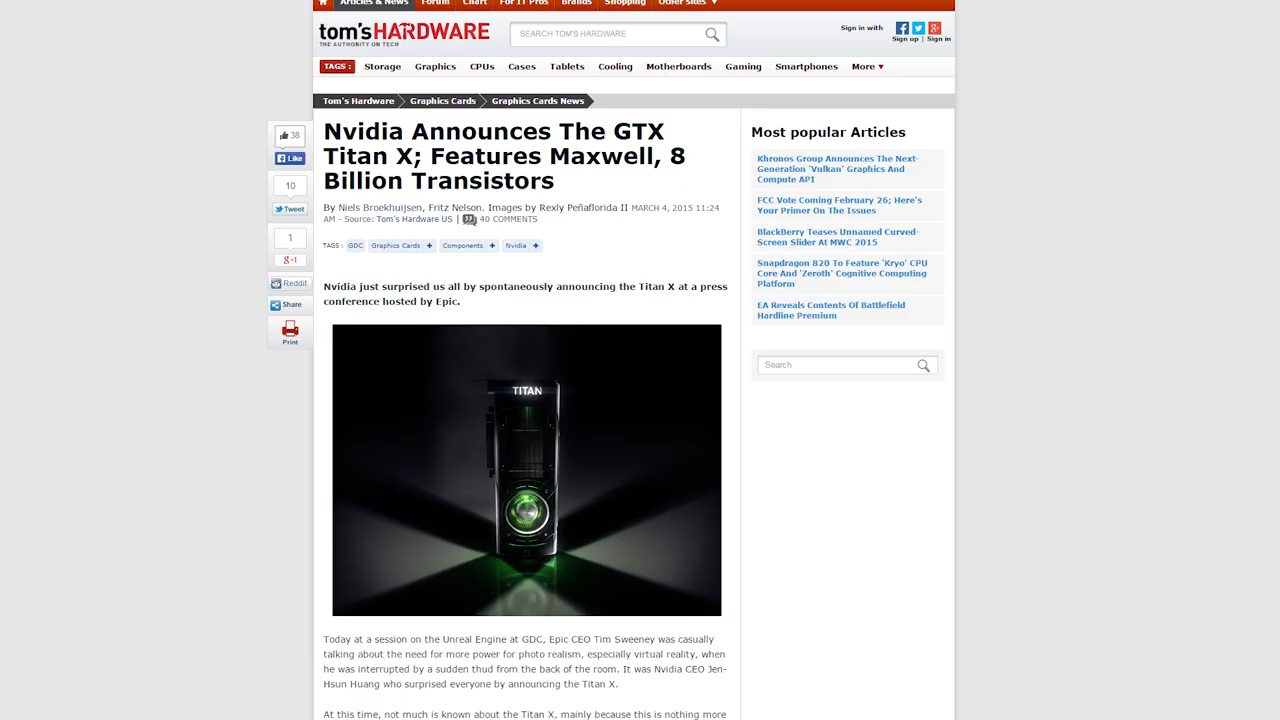 Articles & News Forum Chart For IT Pros Brands Shopping Other sites
tom's HARDWARE
THE AUTHORITY ON TECH
SEARCH TOM'S HARDWARE
Sign in with
Sign up | Sign in
TAGS : Storage Graphics CPUs Cases Tablets Cooling Motherboards Gaming Smartphones More
Tom's Hardware Graphics Cards Graphics Cards News
38
Like
10
Tweet
1
g+1
Reddit
Share
Print
Nvidia Announces The GTX
Titan X; Features Maxwell, 8
Billion Transistors
By Niels Broekhuijsen, Fritz Nelson. Images by Rexly Peñaflorida II MARCH 4, 2015 11:24
AM - Source: Tom's Hardware US | 40 COMMENTS
TAGS : GDC Graphics Cards + Components + Nvidia +
Nvidia just surprised us all by spontaneously announcing the Titan X at a press
conference hosted by Epic.
TITAN
Today at a session on the Unreal Engine at GDC, Epic CEO Tim Sweeney was casually
talking about the need for more power for photo realism, especially virtual reality, when
he was interrupted by a sudden thud from the back of the room. It was Nvidia CEO Jen-
Hsun Huang who surprised everyone by announcing the Titan X.
At this time, not much is known about the Titan X, mainly because this is nothing more
Most popular Articles
Khronos Group Announces The Next-
Generation 'Vulkan' Graphics And
Compute API
FCC Vote Coming February 26; Here's
Your Primer On The Issues
BlackBerry Teases Unnamed Curved-
Screen Slider At MWC 2015
Snapdragon 820 To Feature 'Kryo' CPU
Core And 'Zeroth' Cognitive Computing
Platform
EA Reveals Contents Of Battlefield
Hardline Premium
Search